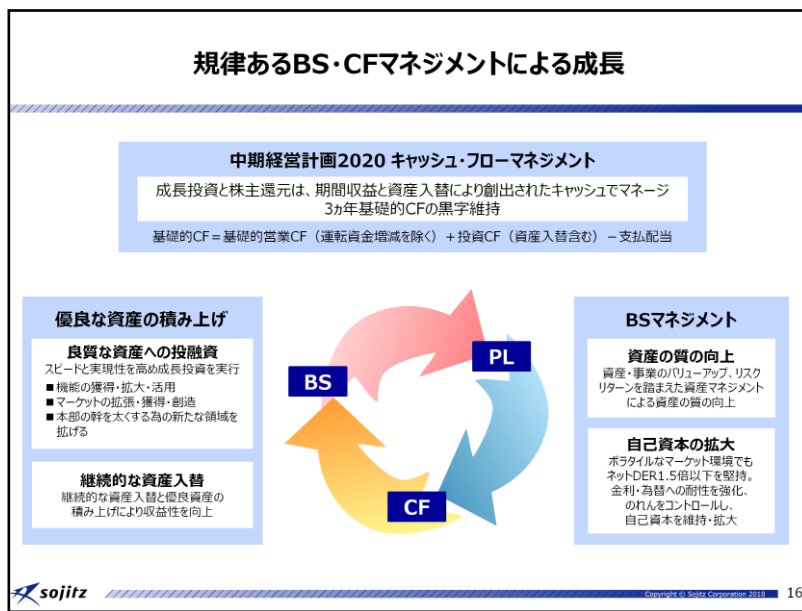 規律あるBS・CFマネジメントによる成長
中期経営計画2020 キャッシュ・フローマネジメント
成長投資と株主還元は、期間収益と資産入替により創出されたキャッシュでマネージ
3ヵ年基礎的CFの黒字維持
基礎的CF＝基礎的営業CF（運転資金増減を除く）＋投資CF（資産入替含む）－支払配当
優良な資産の積み上げ
良質な資産への投融資
スピードと実現性を高め成長投資を実行
■機能の獲得・拡大・活用
■マーケットの拡張・獲得・創造
■本部の幹を太くする為の新たな領域を
拡げる
継続的な資産入替
継続的な資産入替と優良資産の
積み上げにより収益性を向上
BS
PL
CF
BSマネジメント
資産の質の向上
資産・事業のバリューアップ、リスク
リターンを踏まえた資産マネジメント
による資産の質の向上
自己資本の拡大
ボラタイルなマーケット環境でも
ネットDER1.5倍以下を堅持。
金利・為替への耐性を強化、
のれんをコントロールし、
自己資本を維持・拡大
sojitz
Copyright © Sojitz Corporation 2018
16